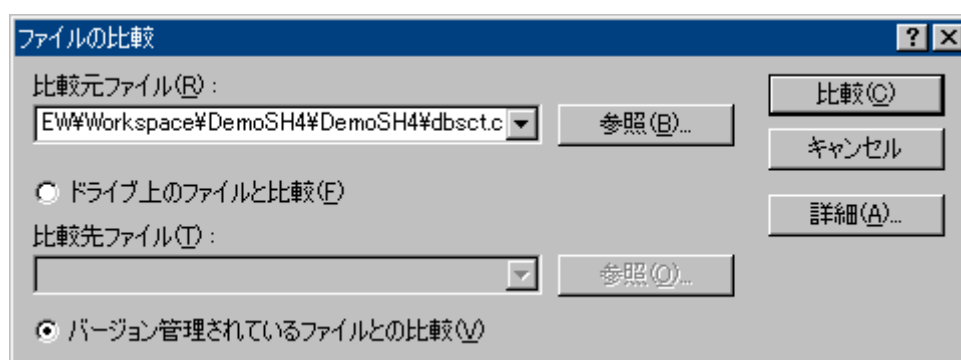 ファイルの比較
比較元ファイル(R) :
EW¥Workspace¥DemoSH4¥DemoSH4¥dbsct.c
参照(B)...
ドライブ上のファイルと比較(F)
比較先ファイル(T) :
参照(O)...
バージョン管理されているファイルとの比較(V)
比較(C)
キャンセル
詳細(A)...